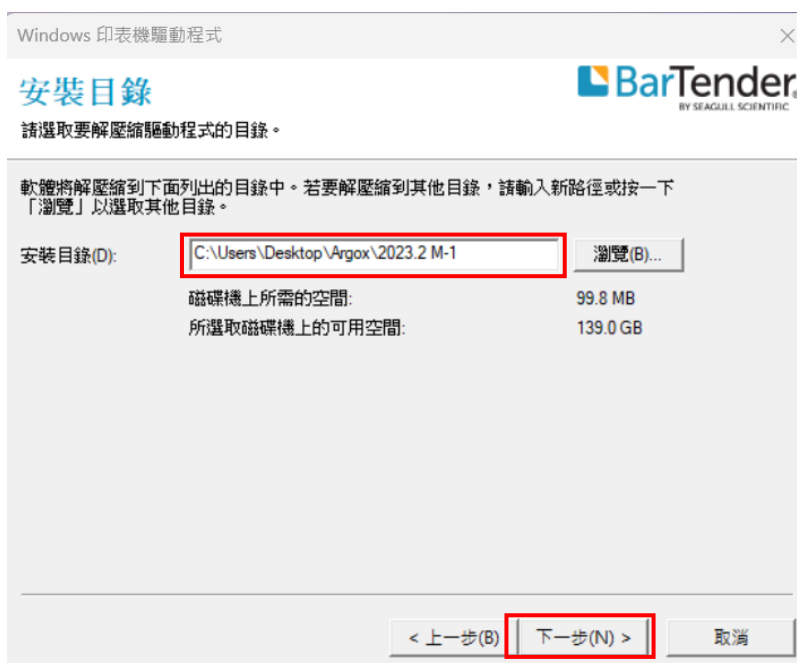 Windows 印表機驅動程式
安裝目錄
請選取要解壓縮驅動程式的目錄。
BarTender.
BY SEAGULL SCIENTIFIC
軟體將解壓縮到下面列出的目錄中。若要解壓縮到其他目錄，請輸入新路徑或按一下
「瀏覽」以選取其他目錄。
安裝目錄(D): C:\Users\Desktop\Argox\2023.2 M-1 瀏覽(B)...
磁碟機上所需的空間: 99.8 MB
所選取磁碟機上的可用空間: 139.0 GB
< 上一步(B) 下一步(N) > 取消